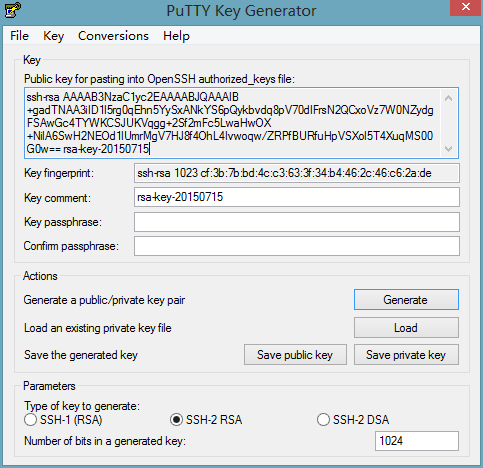 PuTTY Key Generator
File Key Conversions Help
Key
Public key for pasting into OpenSSH authorized_keys file:
ssh-rsa AAAAB3NzaC1yc2EAAAABJQAAAIB
+gadTNAA3iID1I5rg0qEhn5YySxANkYS6pQykbvdq8pV70dIFrsN2QCxoVz7W0NZydg
FSAwGc4TYWKCSJUKVqgg+2Sf2mFc5LwaHwOX
+NilA6SwH2NEOd1IUmrMgV7HJ8f4OhL4Ivwoqw/ZRPfBURfuHpVSXol5T4XuqMS00
G0w== rsa-key-20150715
Key fingerprint: ssh-rsa 1023 cf:3b:7b:bd:4c:c3:63:3f:34:b4:46:2c:46:c6:2a:de
Key comment: rsa-key-20150715
Key passphrase:
Confirm passphrase:
Actions
Generate a public/private key pair Generate
Load an existing private key file Load
Save the generated key Save public key Save private key
Parameters
Type of key to generate:
SSH-1 (RSA) SSH-2 RSA SSH-2 DSA
Number of bits in a generated key: 1024